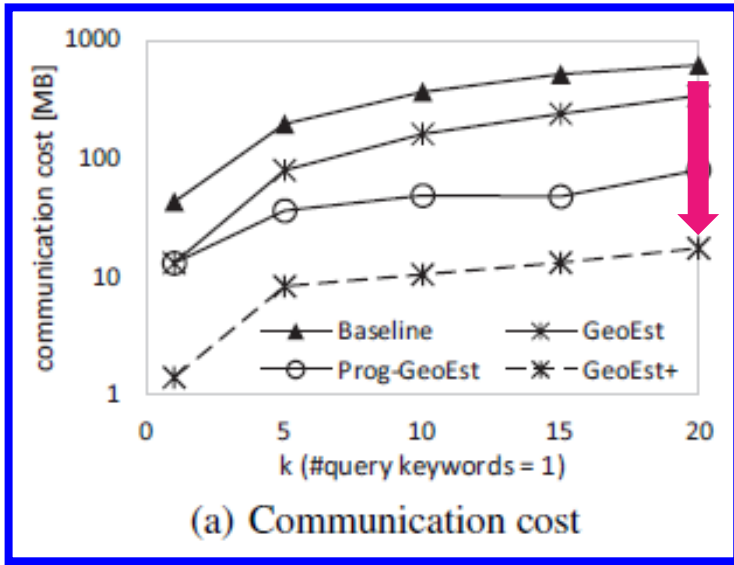 1000
100
10
1
communication cost [MB]
Baseline
GeoEst
Prog-GeoEst
GeoEst+
0 5 10 15 20
k (#query keywords = 1)
(a) Communication cost